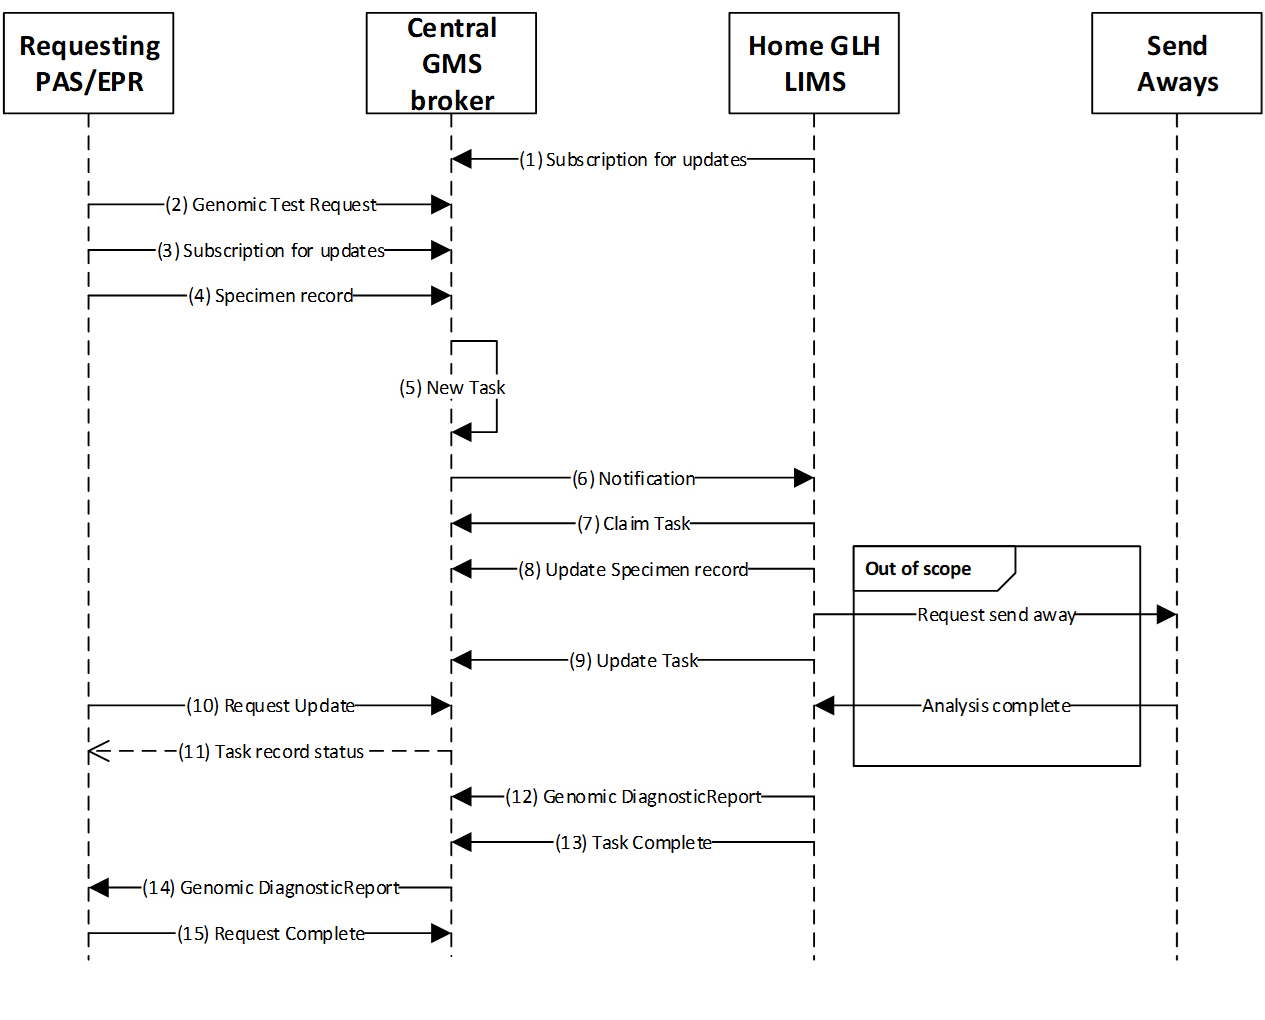 Requesting
PAS/EPR
Central
GMS
broker
Home GLH
LIMS
Send
Aways
(1) Subscription for updates
(2) Genomic Test Request
(3) Subscription for updates
(4) Specimen record
(5) New Task
(6) Notification
(7) Claim Task
(8) Update Specimen record
Out of scope
Request send away
(9) Update Task
(10) Request Update
Analysis complete
(11) Task record status
(12) Genomic DiagnosticReport
(13) Task Complete
(14) Genomic DiagnosticReport
(15) Request Complete